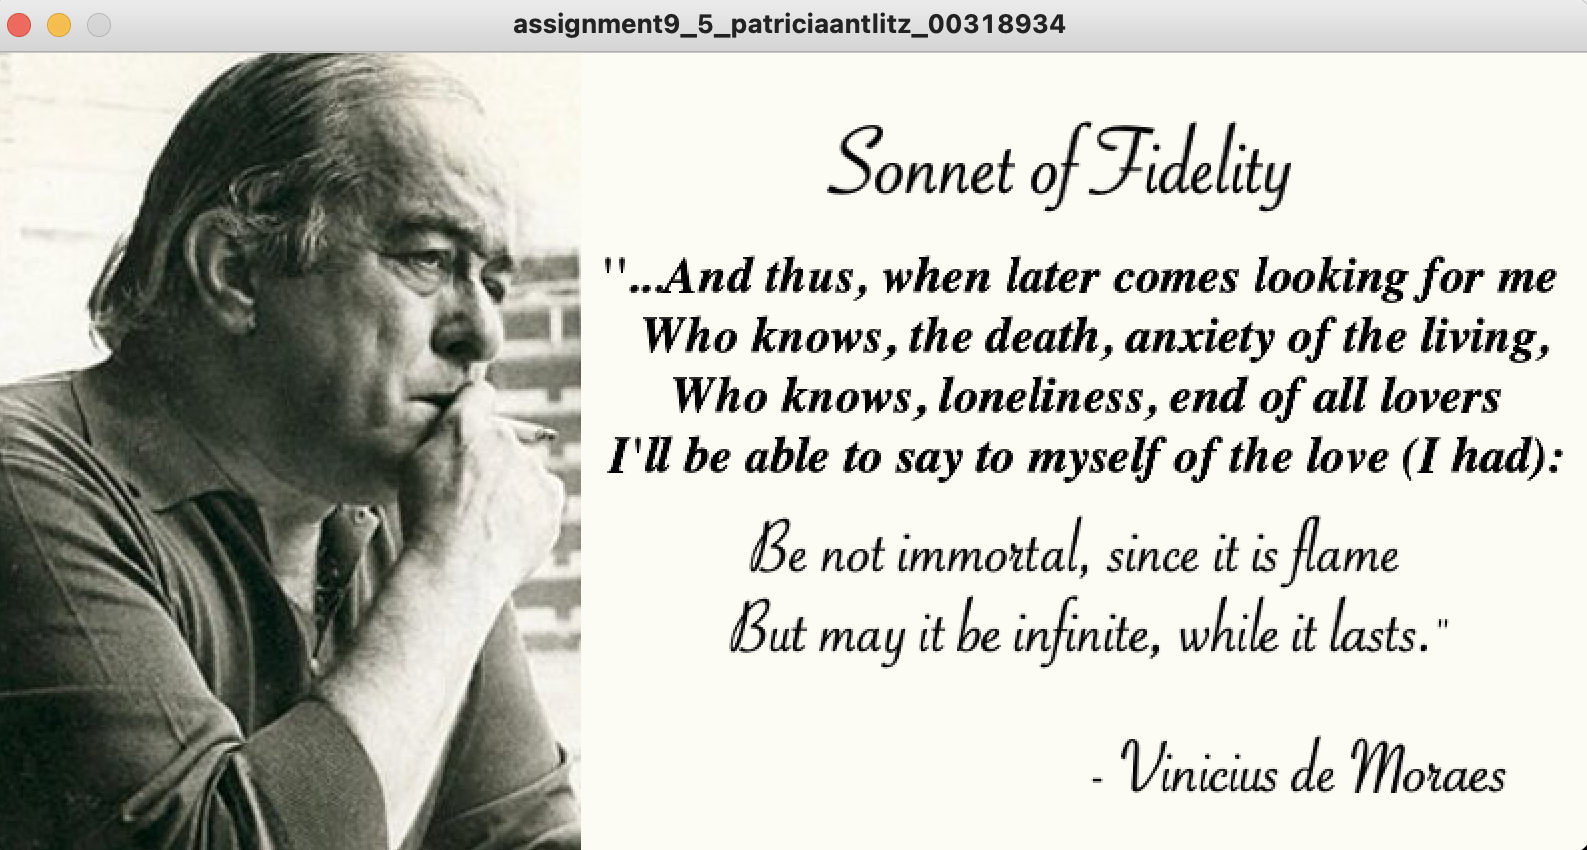 assignment9_5_patriciaantlitz_00318934
Sonnet of Fidelity
"...And thus, when later comes looking for me
Who knows, the death, anxiety of the living,
Who knows, loneliness, end of all lovers
I'll be able to say to myself of the love (I had):
Be not immortal, since it is flame
But may it be infinite, while it lasts."
- Vinicius de Moraes